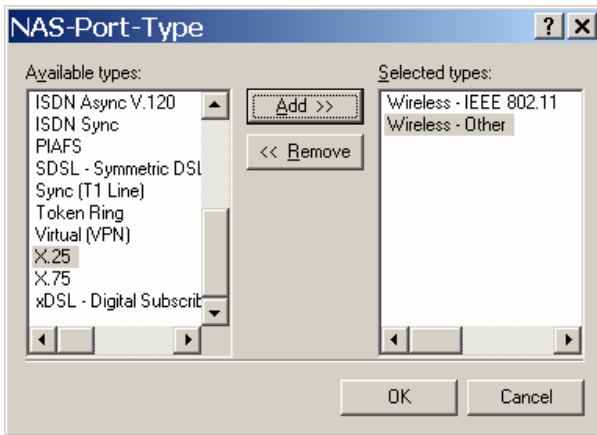 NAS-Port-Type
Available types:
ISDN Async V.120
ISDN Sync
PIAFS
SDSL - Symmetric DSL
Sync (T1 Line)
Token Ring
Virtual (VPN)
X.25
X.75
xDSL - Digital Subscrib
Add >>
<< Remove
Selected types:
Wireless - IEEE 802.11
Wireless - Other
OK
Cancel